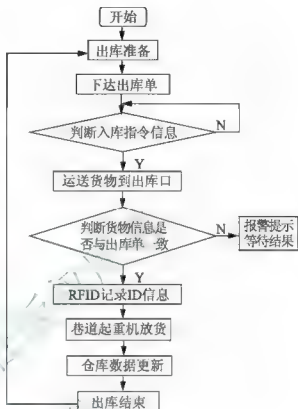 开始
出库准备
下达出库单
判断入库指令信息
N
Y
运送货物到出库口
判断货物信息是
否与出库单一致
N
报警提示
等待结果
Y
RFID记录ID信息
巷道起重机放货
仓库数据更新
出库结束